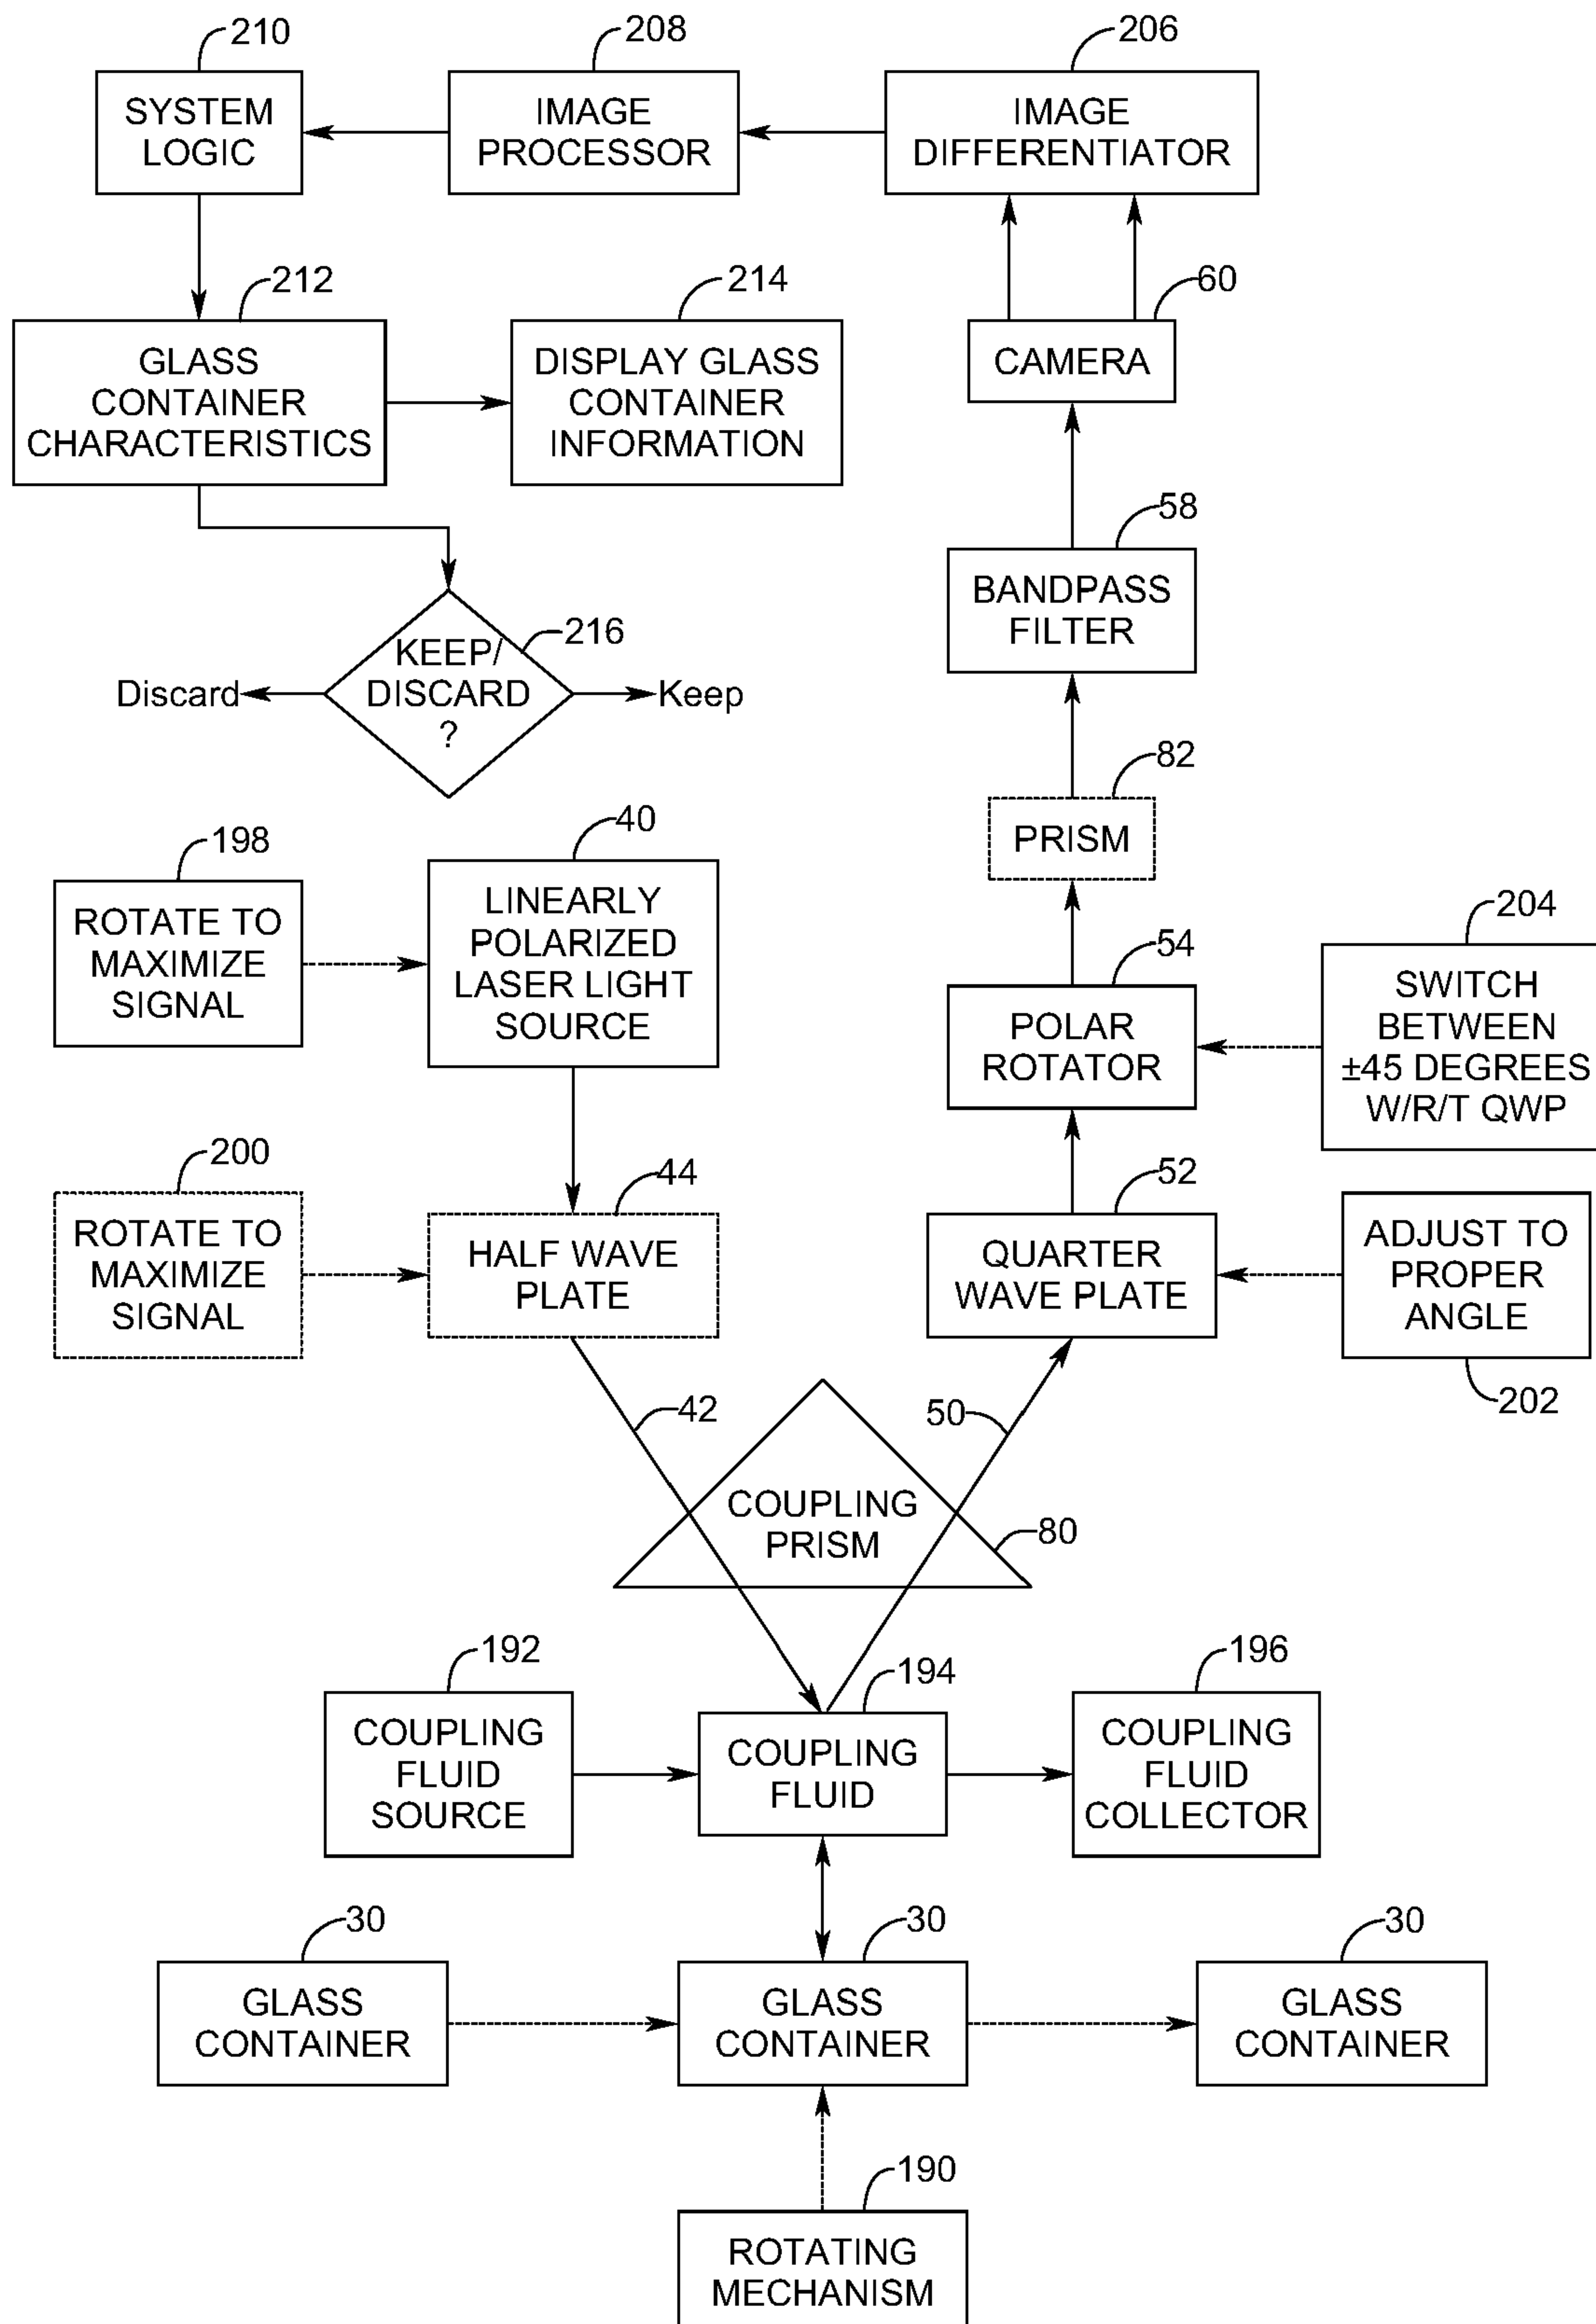 210
208
206
SYSTEM
LOGIC
IMAGE
PROCESSOR
IMAGE
DIFFERENTIATOR
212
214
60
GLASS
CONTAINER
CHARACTERISTICS
DISPLAY GLASS
CONTAINER
INFORMATION
CAMERA
58
BANDPASS
FILTER
216
KEEP/
DISCARD
?
Discard
Keep
82
PRISM
198
40
ROTATE TO
MAXIMIZE
SIGNAL
LINEARLY
POLARIZED
LASER LIGHT
SOURCE
54
204
POLAR
ROTATOR
SWITCH
BETWEEN
±45 DEGREES
W/R/T QWP
200
44
52
ROTATE TO
MAXIMIZE
SIGNAL
HALF WAVE
PLATE
QUARTER
WAVE PLATE
ADJUST TO
PROPER
ANGLE
202
42
50
COUPLING
PRISM
80
192
194
196
COUPLING
FLUID
SOURCE
COUPLING
FLUID
COUPLING
FLUID
COLLECTOR
30
30
30
GLASS
CONTAINER
GLASS
CONTAINER
GLASS
CONTAINER
190
ROTATING
MECHANISM